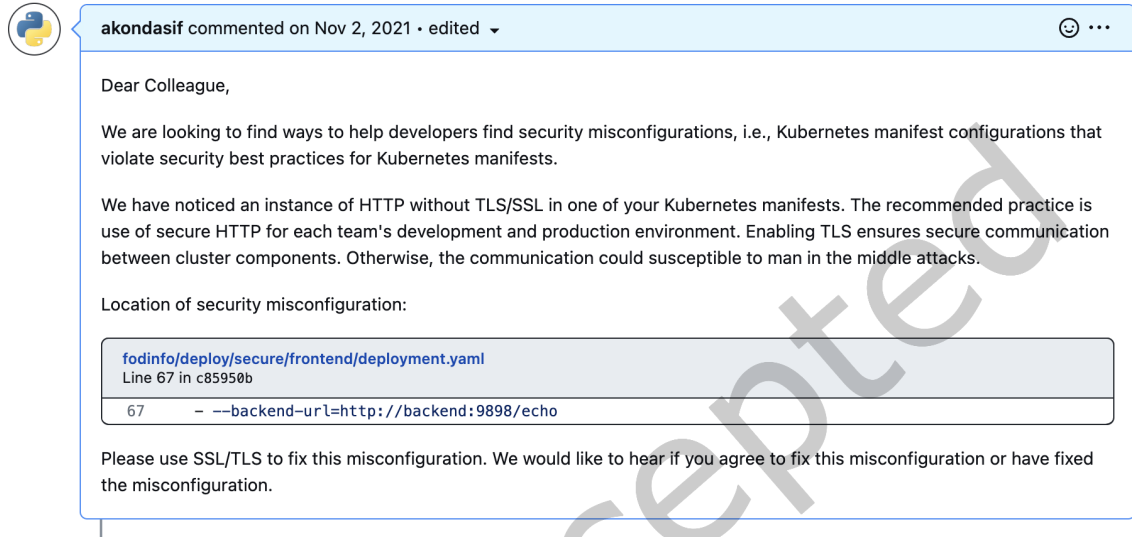 akondasif commented on Nov 2, 2021 • edited
Dear Colleague,
We are looking to find ways to help developers find security misconfigurations, i.e., Kubernetes manifest configurations that
violate security best practices for Kubernetes manifests.
We have noticed an instance of HTTP without TLS/SSL in one of your Kubernetes manifests. The recommended practice is
use of secure HTTP for each team's development and production environment. Enabling TLS ensures secure communication
between cluster components. Otherwise, the communication could susceptible to man in the middle attacks.
Location of security misconfiguration:
fodinfo/deploy/secure/frontend/deployment.yaml
Line 67 in c85950b
67 - --backend-url=http://backend:9898/echo
Please use SSL/TLS to fix this misconfiguration. We would like to hear if you agree to fix this misconfiguration or have fixed
the misconfiguration.
cepted